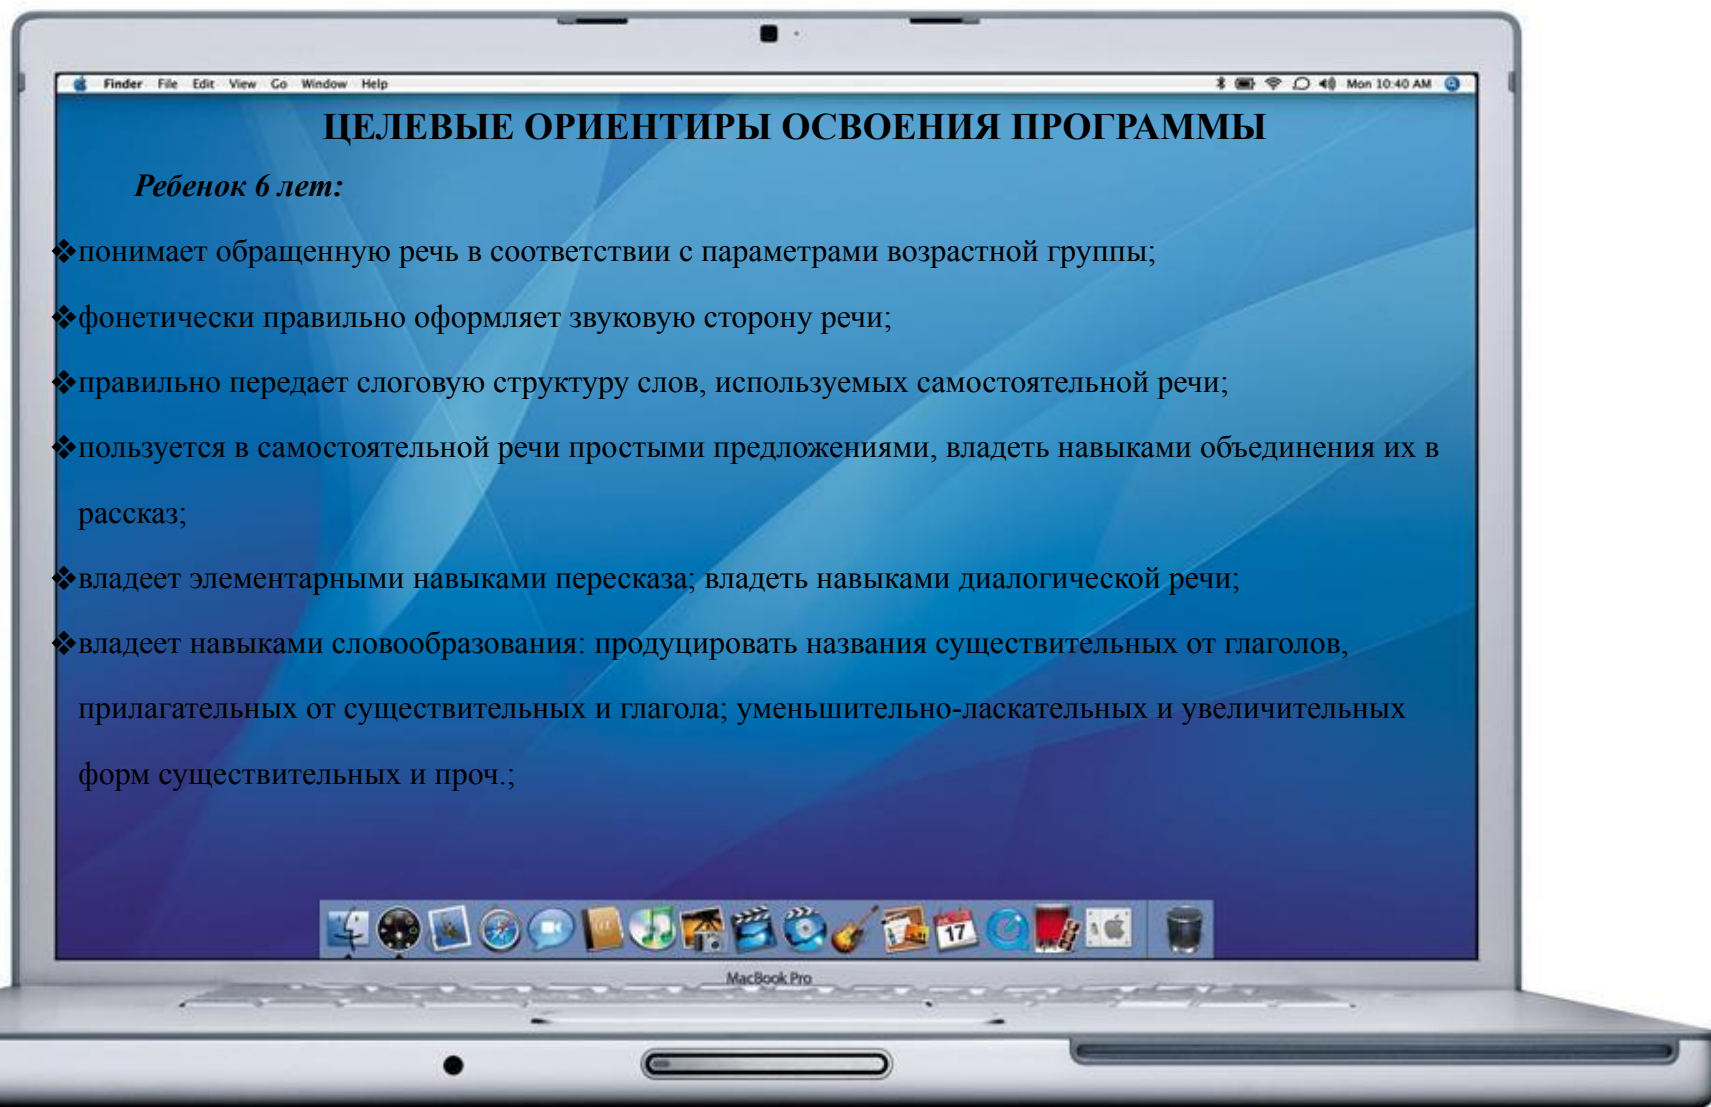 Finder File Edit View Go Window Help Mon 10:40 AM
ЦЕЛЕВЫЕ ОРИЕНТИРЫ ОСВОЕНИЯ ПРОГРАММЫ
Ребенок 6 лет:
❖понимает обращенную речь в соответствии с параметрами возрастной группы;
❖фонетически правильно оформляет звуковую сторону речи;
❖правильно передает слоговую структуру слов, используемых самостоятельной речи;
❖пользуется в самостоятельной речи простыми предложениями, владеть навыками объединения их в
рассказ;
❖владеет элементарными навыками пересказа; владеть навыками диалогической речи;
❖владеет навыками словообразования: продуцировать названия существительных от глаголов,
прилагательных от существительных и глагола; уменьшительно-ласкательных и увеличительных
форм существительных и проч.;
17
MacBook Pro